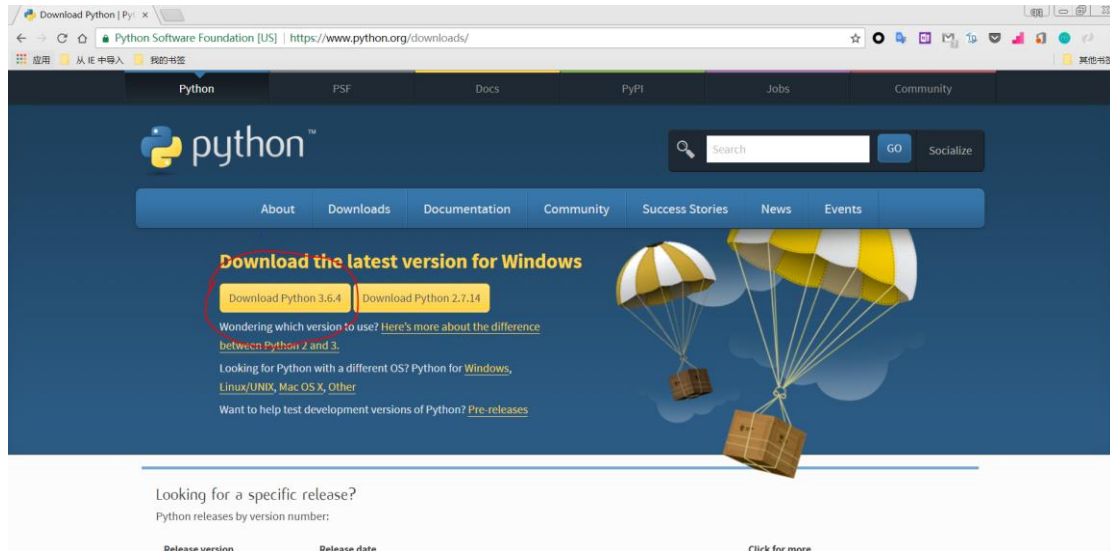 Download Python | Pyt
Python Software Foundation [US] | https://www.python.org/downloads/
应用 从 IE 中导入 我的书签 其他书签
Python PSF Docs PyPI Jobs Community
python™
Search GO Socialize
About Downloads Documentation Community Success Stories News Events
Download the latest version for Windows
Download Python 3.6.4 Download Python 2.7.14
Wondering which version to use? Here's more about the difference
between Python 2 and 3.
Looking for Python with a different OS? Python for Windows,
Linux/UNIX, Mac OS X, Other
Want to help test development versions of Python? Pre-releases
Looking for a specific release?
Python releases by version number:
Release version Release date Click for more